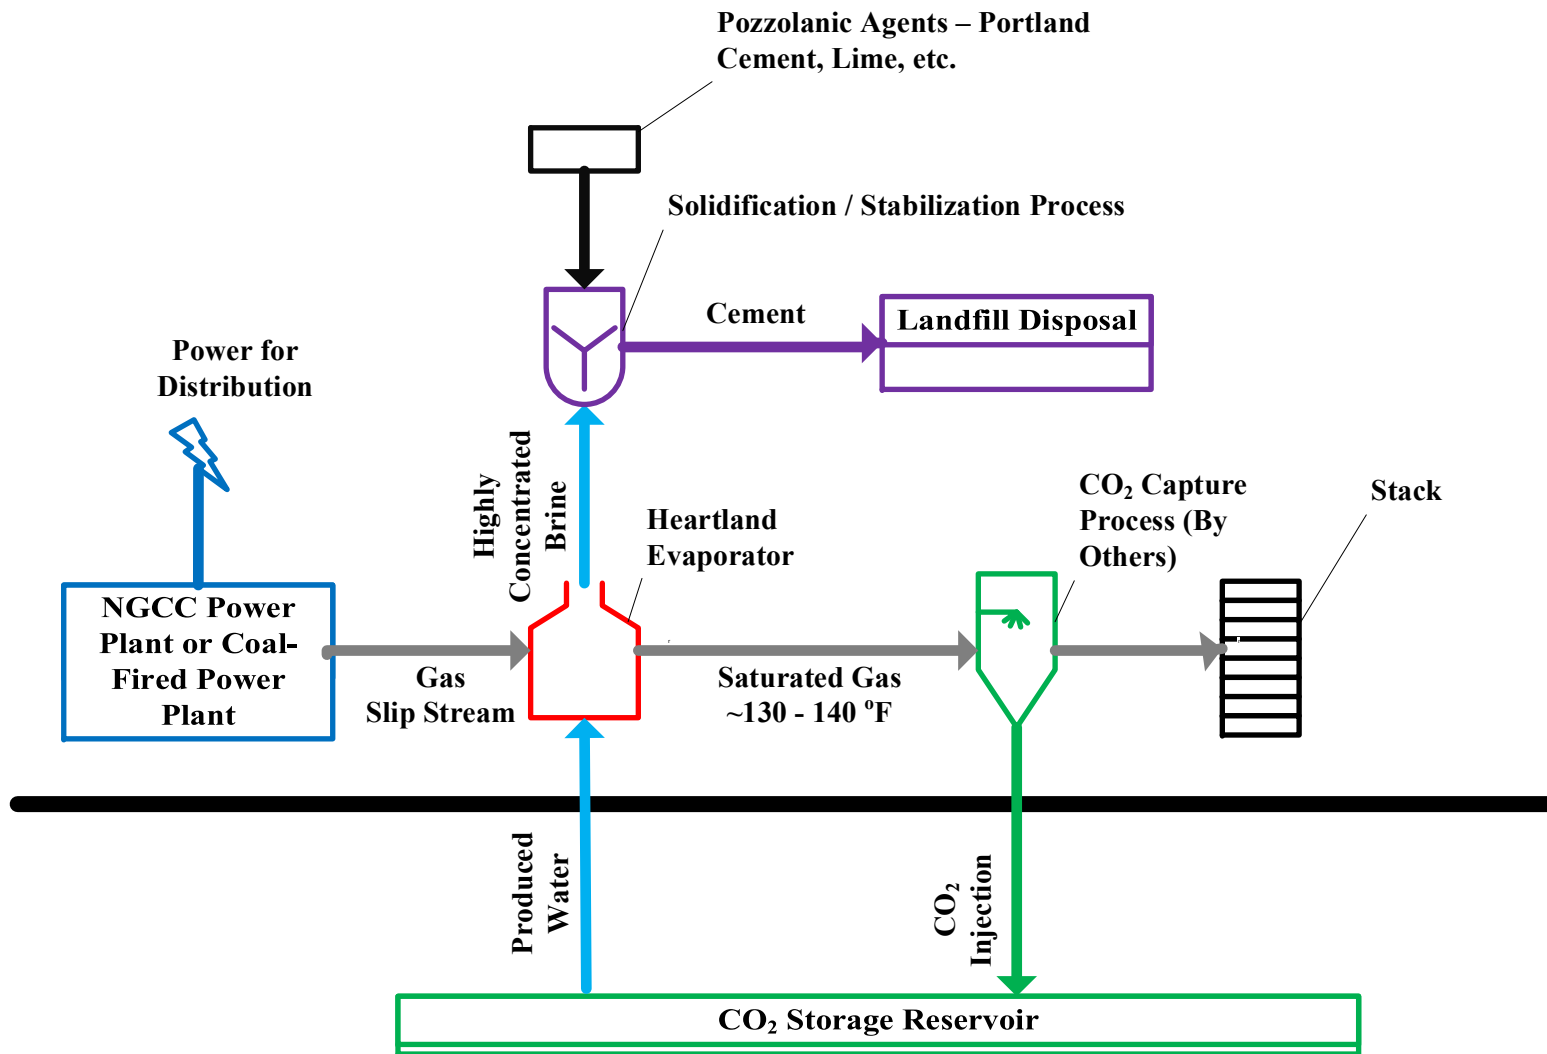 Pozzolanic Agents – Portland
Cement, Lime, etc.
Solidification / Stabilization Process
Cement
Landfill Disposal
Power for
Distribution
Highly
Concentrated
Brine
Heartland
Evaporator
CO₂ Capture
Process (By
Others)
Stack
NGCC Power
Plant or Coal-
Fired Power
Plant
Gas
Slip Stream
Saturated Gas
~130 - 140 °F
Produced
Water
CO₂
Injection
CO₂ Storage Reservoir